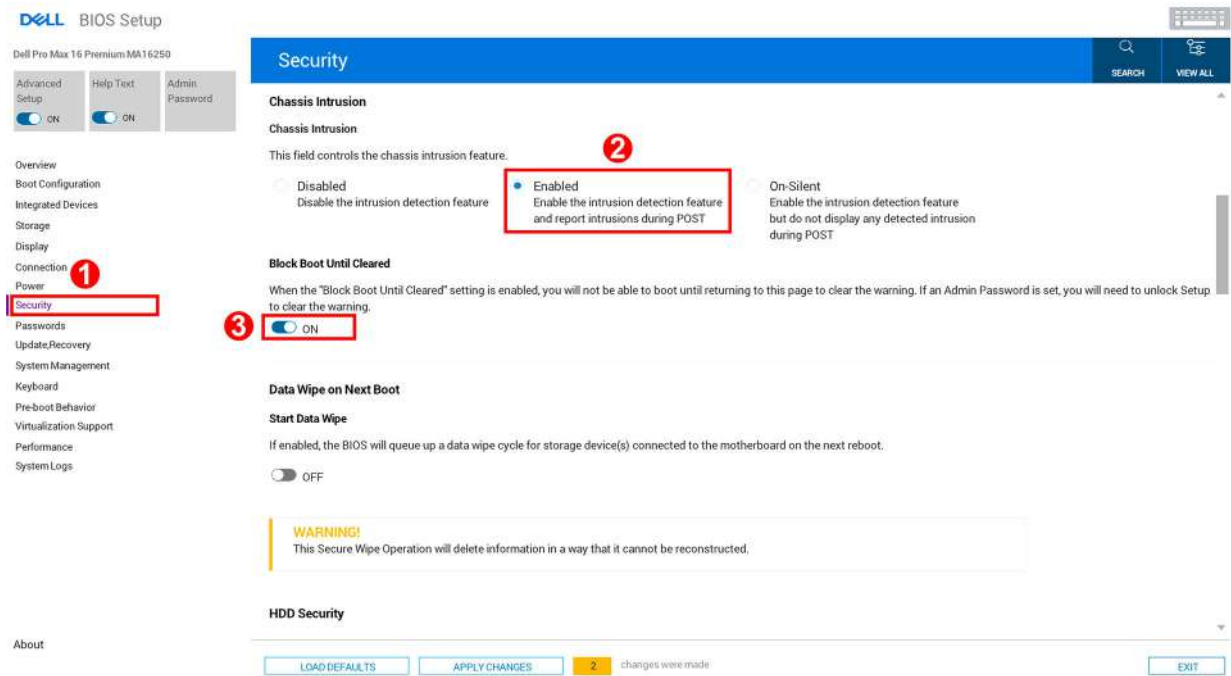 DELL BIOS Setup
Dell Pro Max 16 Premium MA16250
Advanced Setup
ON
Help Text
ON
Admin Password
Overview
Boot Configuration
Integrated Devices
Storage
Display
Connection
1
Power
Security
Passwords
Update,Recovery
System Management
Keyboard
Pre-boot Behavior
Virtualization Support
Performance
System Logs
About
Security
SEARCH
VIEW ALL
Chassis Intrusion
Chassis Intrusion
This field controls the chassis intrusion feature.
2
Disabled
Disable the intrusion detection feature
Enabled
Enable the intrusion detection feature
and report intrusions during POST
On-Silent
Enable the intrusion detection feature
but do not display any detected intrusion
during POST
Block Boot Until Cleared
When the "Block Boot Until Cleared" setting is enabled, you will not be able to boot until returning to this page to clear the warning. If an Admin Password is set, you will need to unlock Setup
to clear the warning.
3
ON
Data Wipe on Next Boot
Start Data Wipe
If enabled, the BIOS will queue up a data wipe cycle for storage device(s) connected to the motherboard on the next reboot.
OFF
WARNING!
This Secure Wipe Operation will delete information in a way that it cannot be reconstructed.
HDD Security
LOAD DEFAULTS
APPLY CHANGES
2 changes were made
EXIT